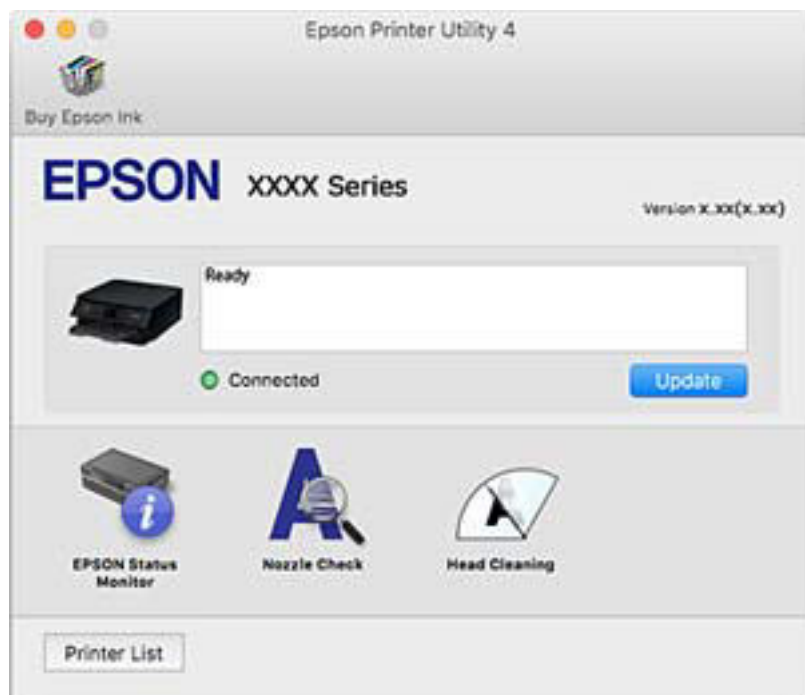 Epson Printer Utility 4
Buy Epson Ink
EPSON XXXX Series
Version X.XX(X.XX)
Ready
Connected
Update
EPSON Status
Monitor
Nozzle Check
Head Cleaning
Printer List